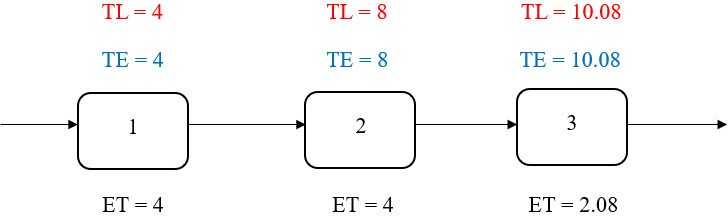 TL = 4 TL = 8 TL = 10.08
TE = 4 TE = 8 TE = 10.08
1 2 3
ET = 4 ET = 4 ET = 2.08